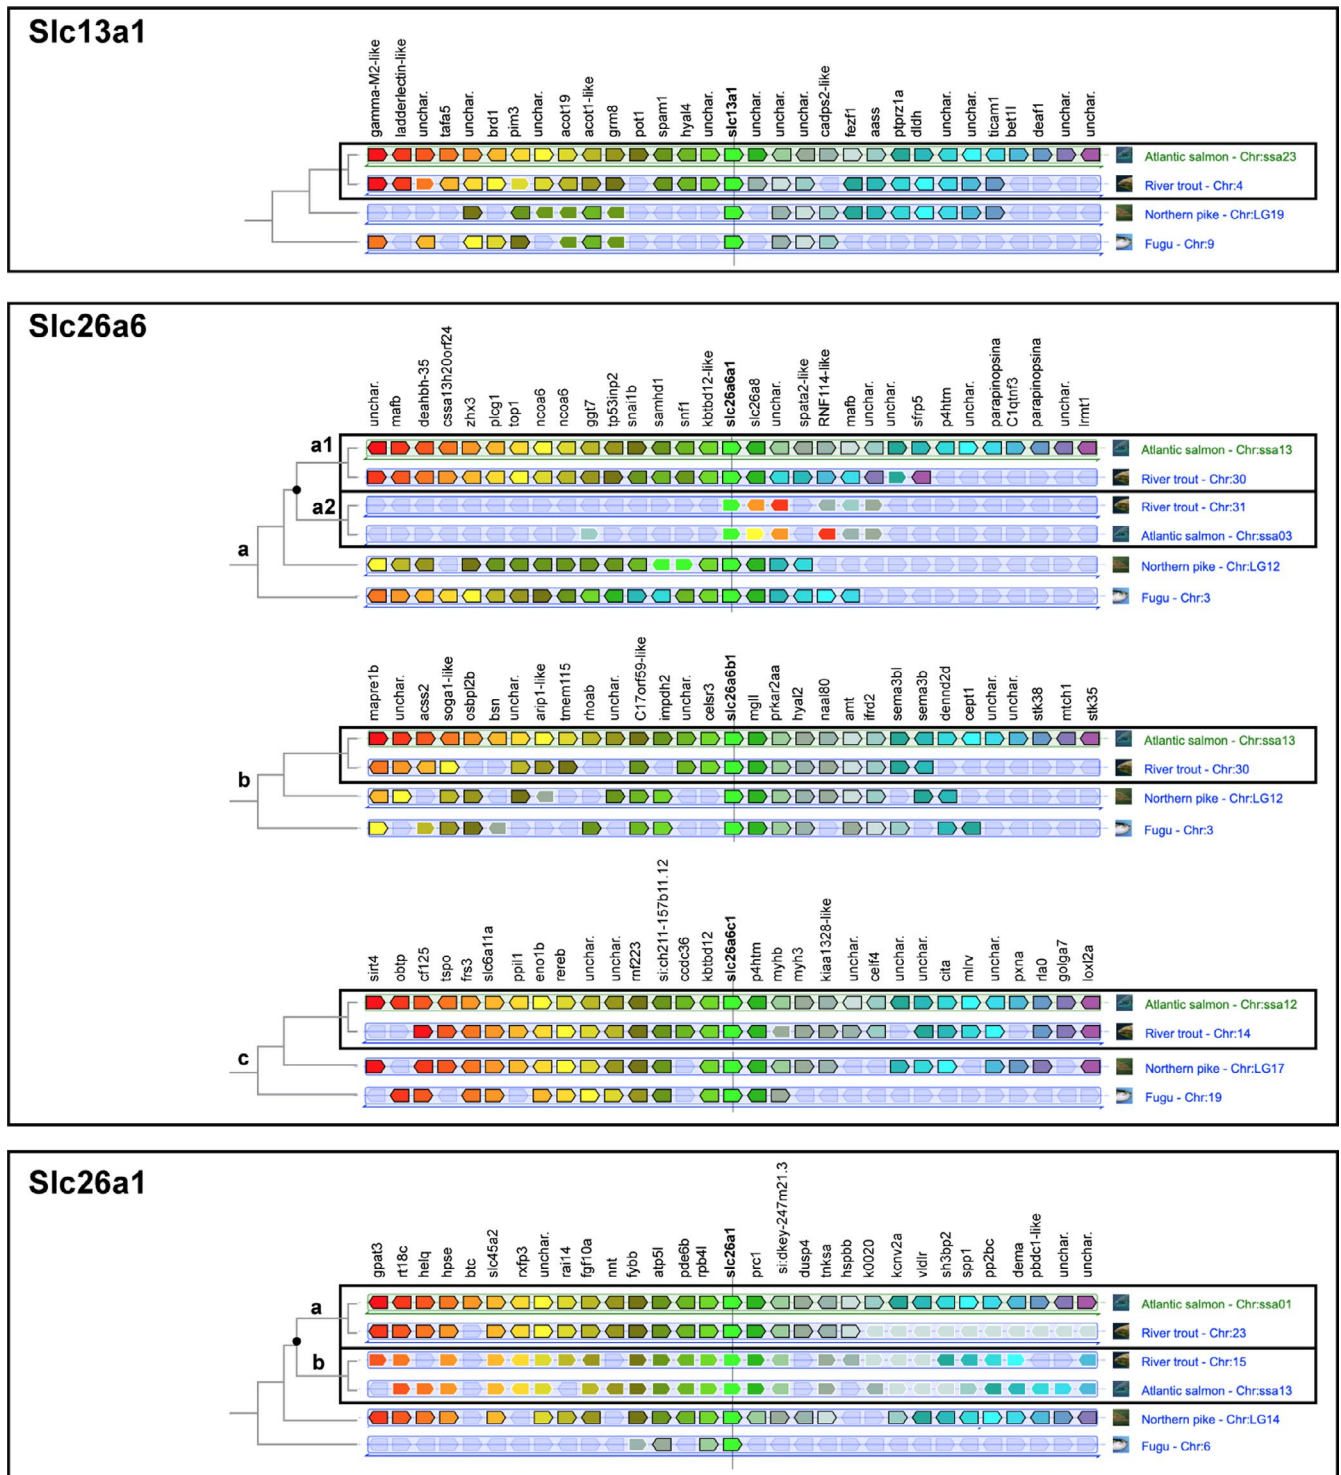 Slc13a1
gamma-M2-like
ladderlectin-like
unchar.
tafa5
unchar.
brd1
pim3
unchar.
acot19
acot1-like
grm8
pot1
spam1
hyal4
unchar.
slc13a1
unchar.
unchar.
unchar.
cadps2-like
fezf1
aass
ptprz1a
dldh
unchar.
unchar.
ticam1
bet1l
deaf1
unchar.
unchar.
Atlantic salmon - Chr:ssa23
River trout - Chr:4
Northern pike - Chr:LG19
Fugu - Chr:9
Slc26a6
unchar.
mafb
deahbh-35
cssa13h20orf24
zhx3
plcg1
top1
ncoa6
ncoa6
ggt7
tp53inp2
snai1b
samhd1
snf1
kbtbd12-like
slc26a6a1
slc26a8
unchar.
spata2-like
RNF114-like
mafb
unchar.
unchar.
sfrp5
p4htm
unchar.
parapinopsina
C1qtnf3
parapinopsina
unchar.
lmt1
a1
Atlantic salmon - Chr:ssa13
River trout - Chr:30
a2
River trout - Chr:31
Atlantic salmon - Chr:ssa03
a
Northern pike - Chr:LG12
Fugu - Chr:3
mapre1b
unchar.
acss2
soga1-like
osbpl2b
bsn
unchar.
arip1-like
tmem115
rhoab
unchar.
C17orf59-like
impdh2
unchar.
celsr3
slc26a6b1
mgll
prkar2aa
hyal2
naal80
amt
ifrd2
sema3bl
sema3b
dennd2d
cept1
unchar.
unchar.
stk38
mtch1
stk35
Atlantic salmon - Chr:ssa13
River trout - Chr:30
b
Northern pike - Chr:LG12
Fugu - Chr:3
sirt4
obtp
cf125
tspo
frs3
slc6a11a
ppil1
eno1b
rereb
unchar.
unchar.
rnf223
si:ch211-157b11.12
ccdc36
kbtbd12
slc26a6c1
p4htm
myhb
myh3
kiaa1328-like
unchar.
celf4
unchar.
unchar.
cita
mlrv
unchar.
pxna
rla0
golga7
loxl2a
Atlantic salmon - Chr:ssa12
River trout - Chr:14
c
Northern pike - Chr:LG17
Fugu - Chr:19
Slc26a1
gpat3
rt18c
helq
hpse
btc
slc45a2
rxfp3
unchar.
rai14
fgf10a
nnt
fybb
atp5l
pde6b
rpb4l
slc26a1
prc1
si:dkey-247m21.3
dusp4
tnksa
hspbb
k0020
kcnv2a
vldlr
sh3bp2
spp1
pp2bc
dema
pbdc1-like
unchar.
unchar.
a
Atlantic salmon - Chr:ssa01
River trout - Chr:23
b
River trout - Chr:15
Atlantic salmon - Chr:ssa13
Northern pike - Chr:LG14
Fugu - Chr:6